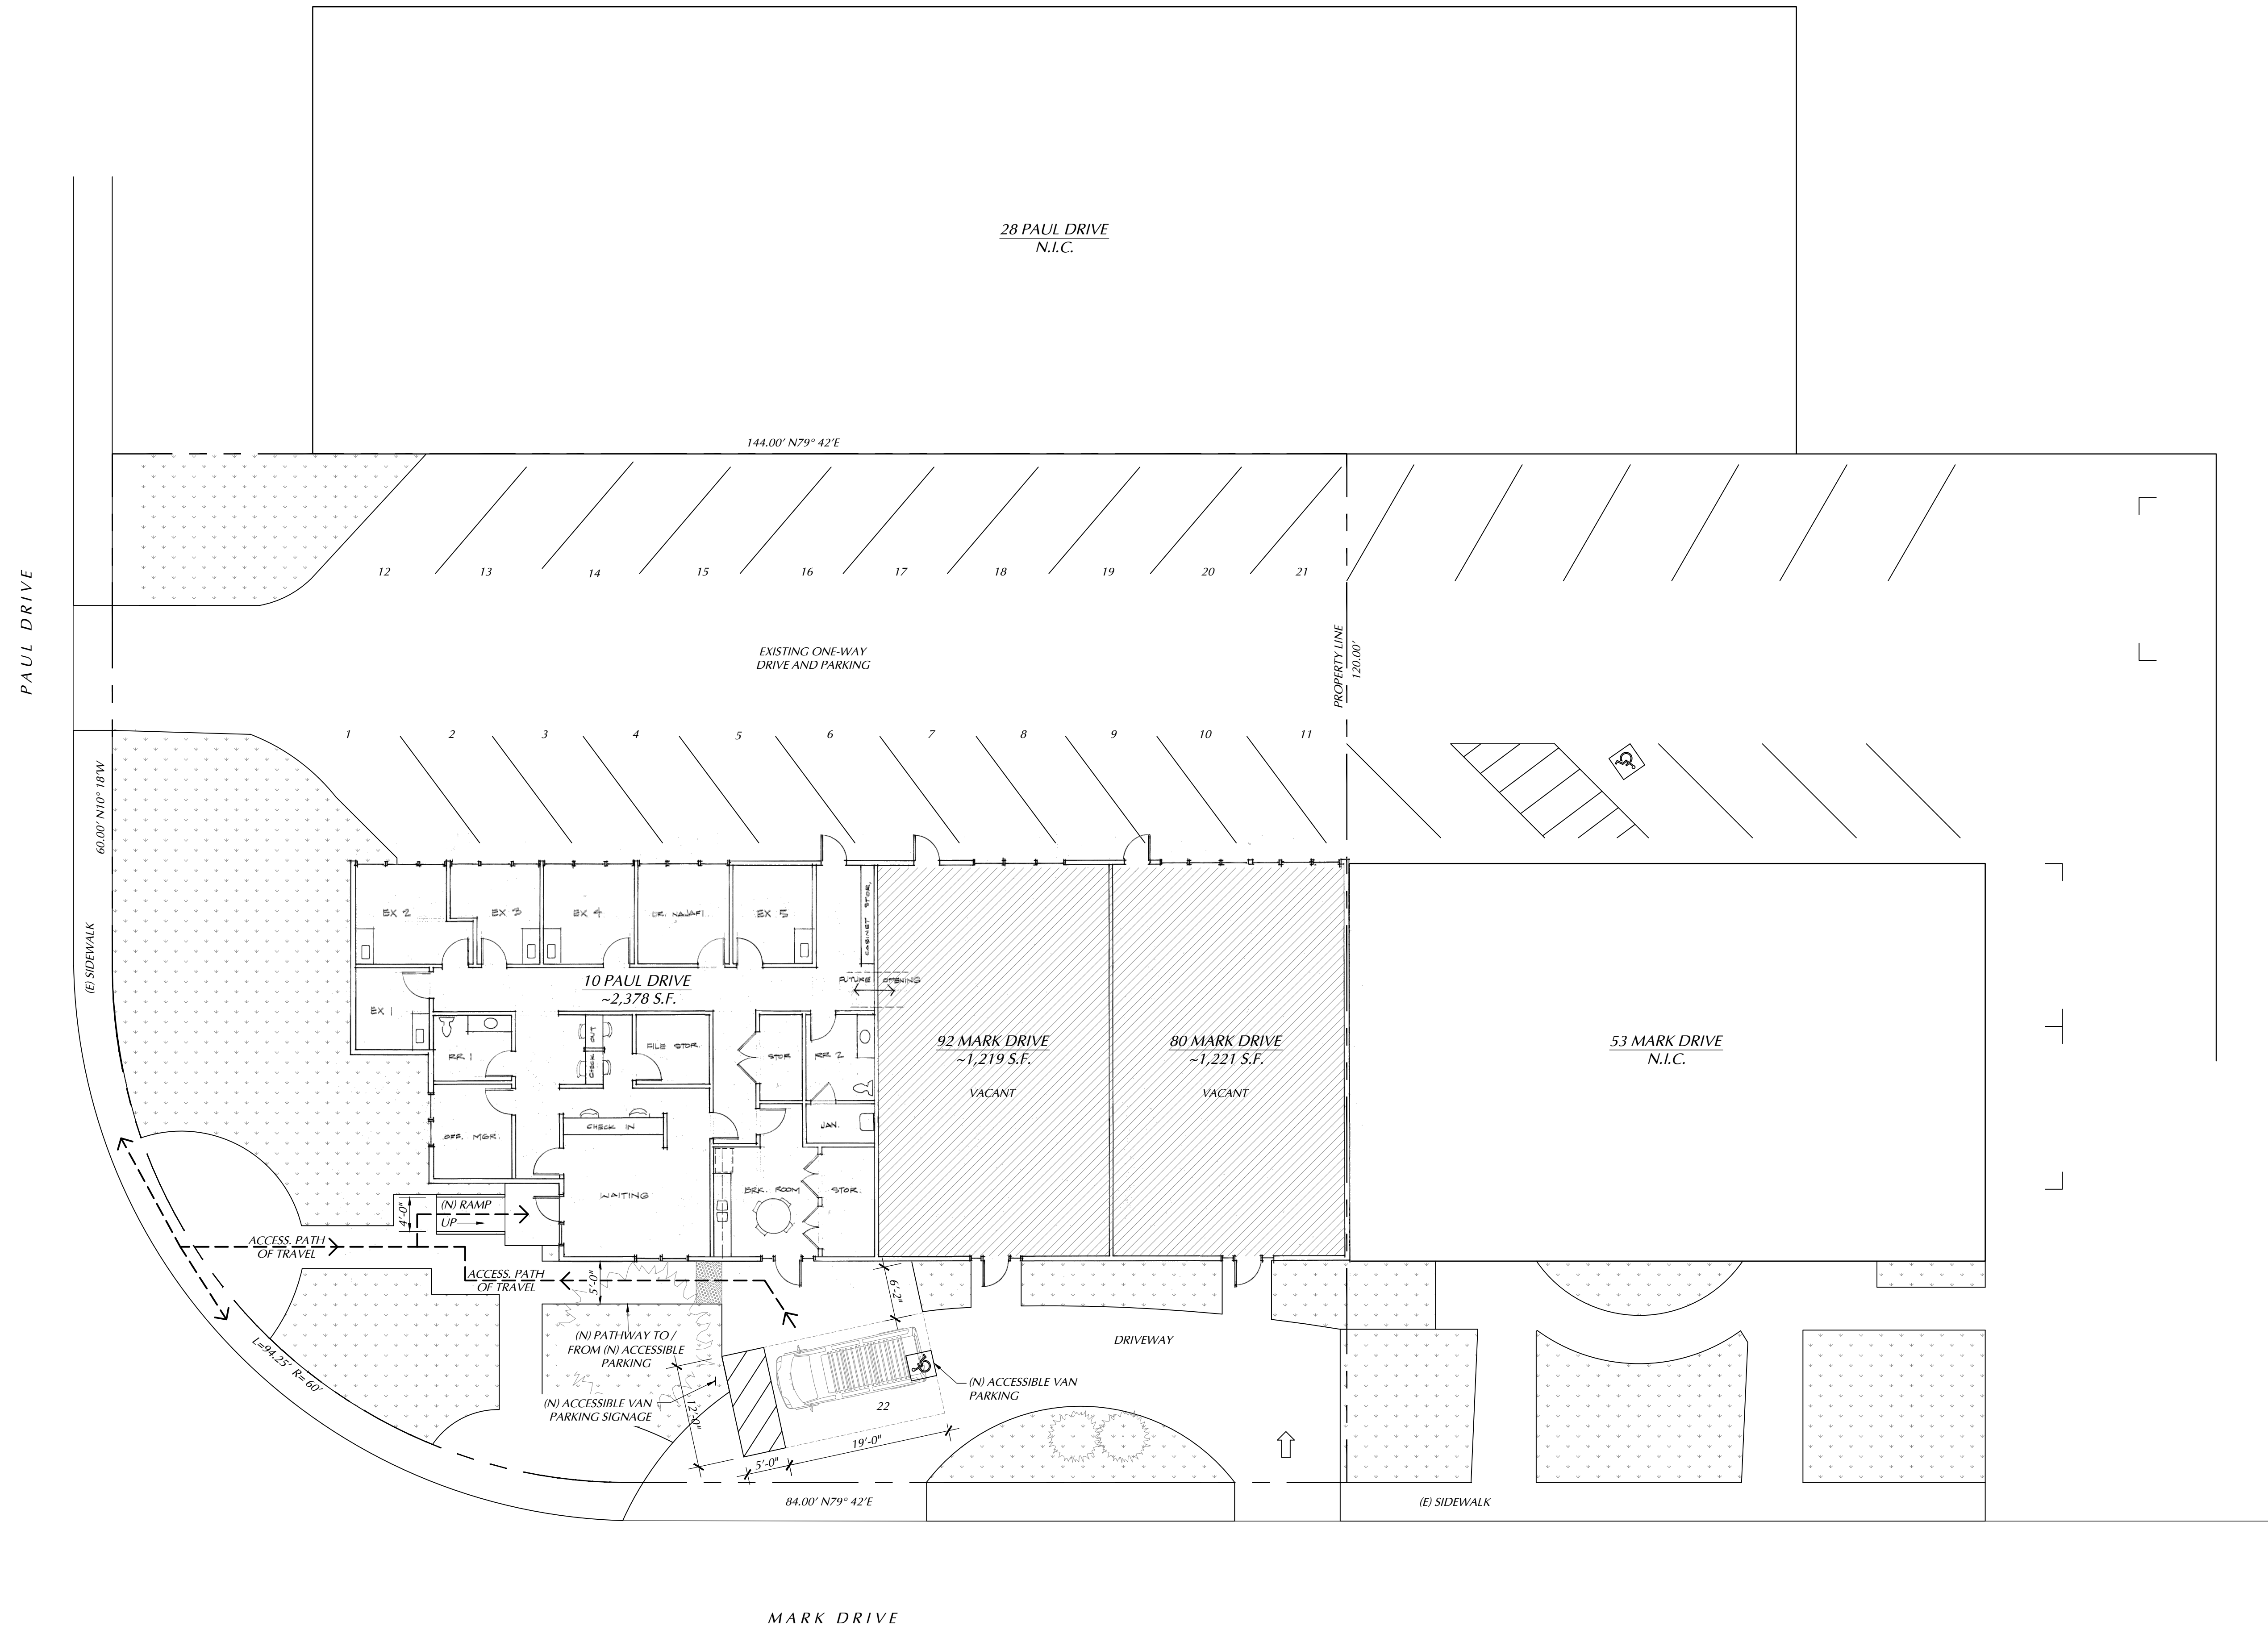 28 PAUL DRIVE
N.I.C.
144.00' N79° 42'E
PAUL DRIVE
12
13
14
15
16
17
18
19
20
21
EXISTING ONE-WAY
DRIVE AND PARKING
PROPERTY LINE
120.00'
1
2
3
4
5
6
7
8
9
10
11
60.00' N10° 18"W
(E) SIDEWALK
EX 2
EX 3
EX 4
DR. NAJAFI
EX 5
CABINET STOR.
10 PAUL DRIVE
~2,378 S.F.
FUTURE OPENING
EX 1
RR 1
CHECK OUT
FILE STOR.
STOR
RR 2
92 MARK DRIVE
~1,219 S.F.
VACANT
80 MARK DRIVE
~1,221 S.F.
VACANT
53 MARK DRIVE
N.I.C.
OFF. MGR.
CHECK IN
JAN.
WAITING
BRK. ROOM
STOR.
4'-0"
(N) RAMP
UP
ACCESS. PATH
OF TRAVEL
ACCESS. PATH
OF TRAVEL
5'-0"
6'-2"
(N) PATHWAY TO /
FROM (N) ACCESSIBLE
PARKING
DRIVEWAY
L=94.25' R= 60'
(N) ACCESSIBLE VAN
PARKING SIGNAGE
12'-0"
(N) ACCESSIBLE VAN
PARKING
22
19'-0"
5'-0"
84.00' N79° 42'E
(E) SIDEWALK
MARK DRIVE